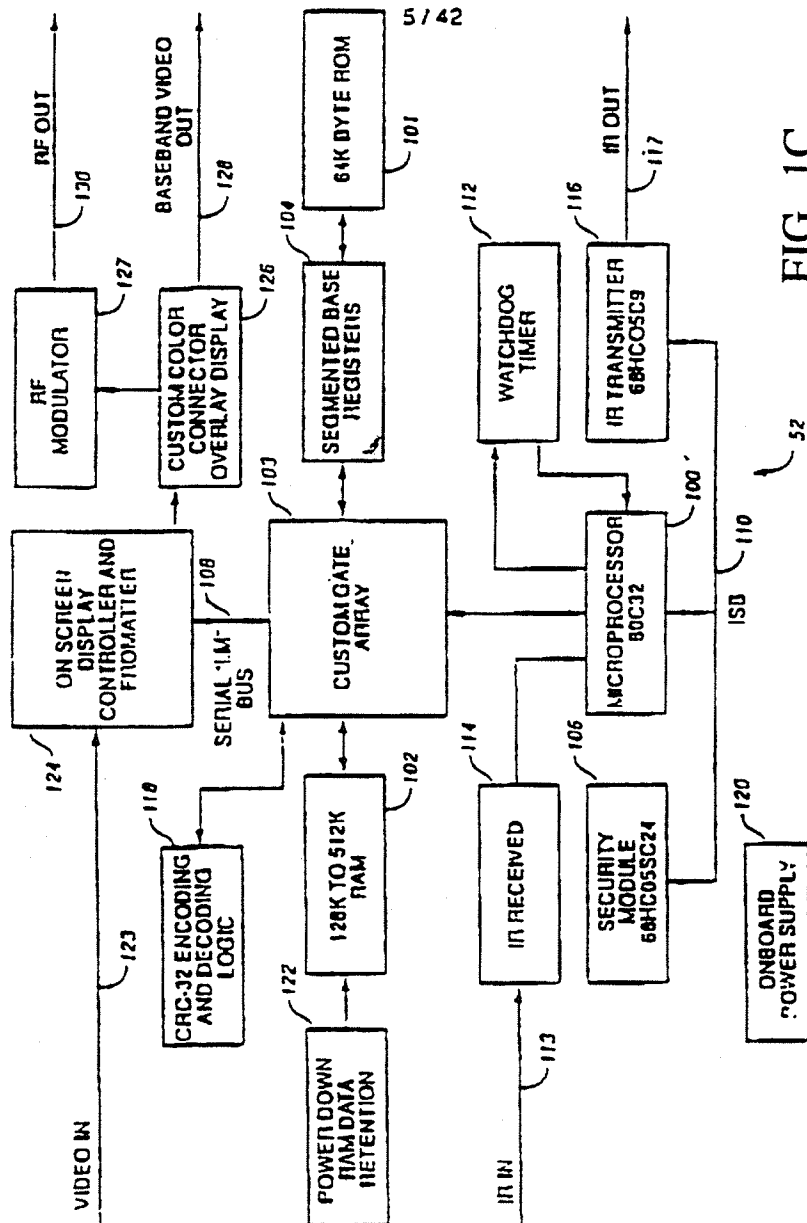 5/42
VIDEO IN
123
124
ON SCREEN
DISPLAY
CONTROLLER AND
FROMATTER
RF
MODULATOR
127
RF OUT
130
CUSTOM COLOR
CONNECTOR
OVERLAY DISPLAY
126
BASEBAND VIDEO
OUT
128
118
CRC-32 ENCODING
AND DECODING
LOGIC
SERIAL "I.M"
BUS
108
122
POWER DOWN
RAM DATA
RETENTION
128K TO 512K
RAM
102
103
CUSTOM GATE
ARRAY
SEGMENTED BASE
REGISTERS
104
64K BYTE ROM
101
IR IN
113
114
IR RECEIVED
WATCHDOG
TIMER
112
106
SECURITY
MODULE
68HC05SC24
MICROPROCESSOR
80C32
100'
IR TRANSMITTER
68HC05C9
116
IR OUT
117
ISB
110
120
ONBOARD
POWER SUPPLY
52
FIG. 1C